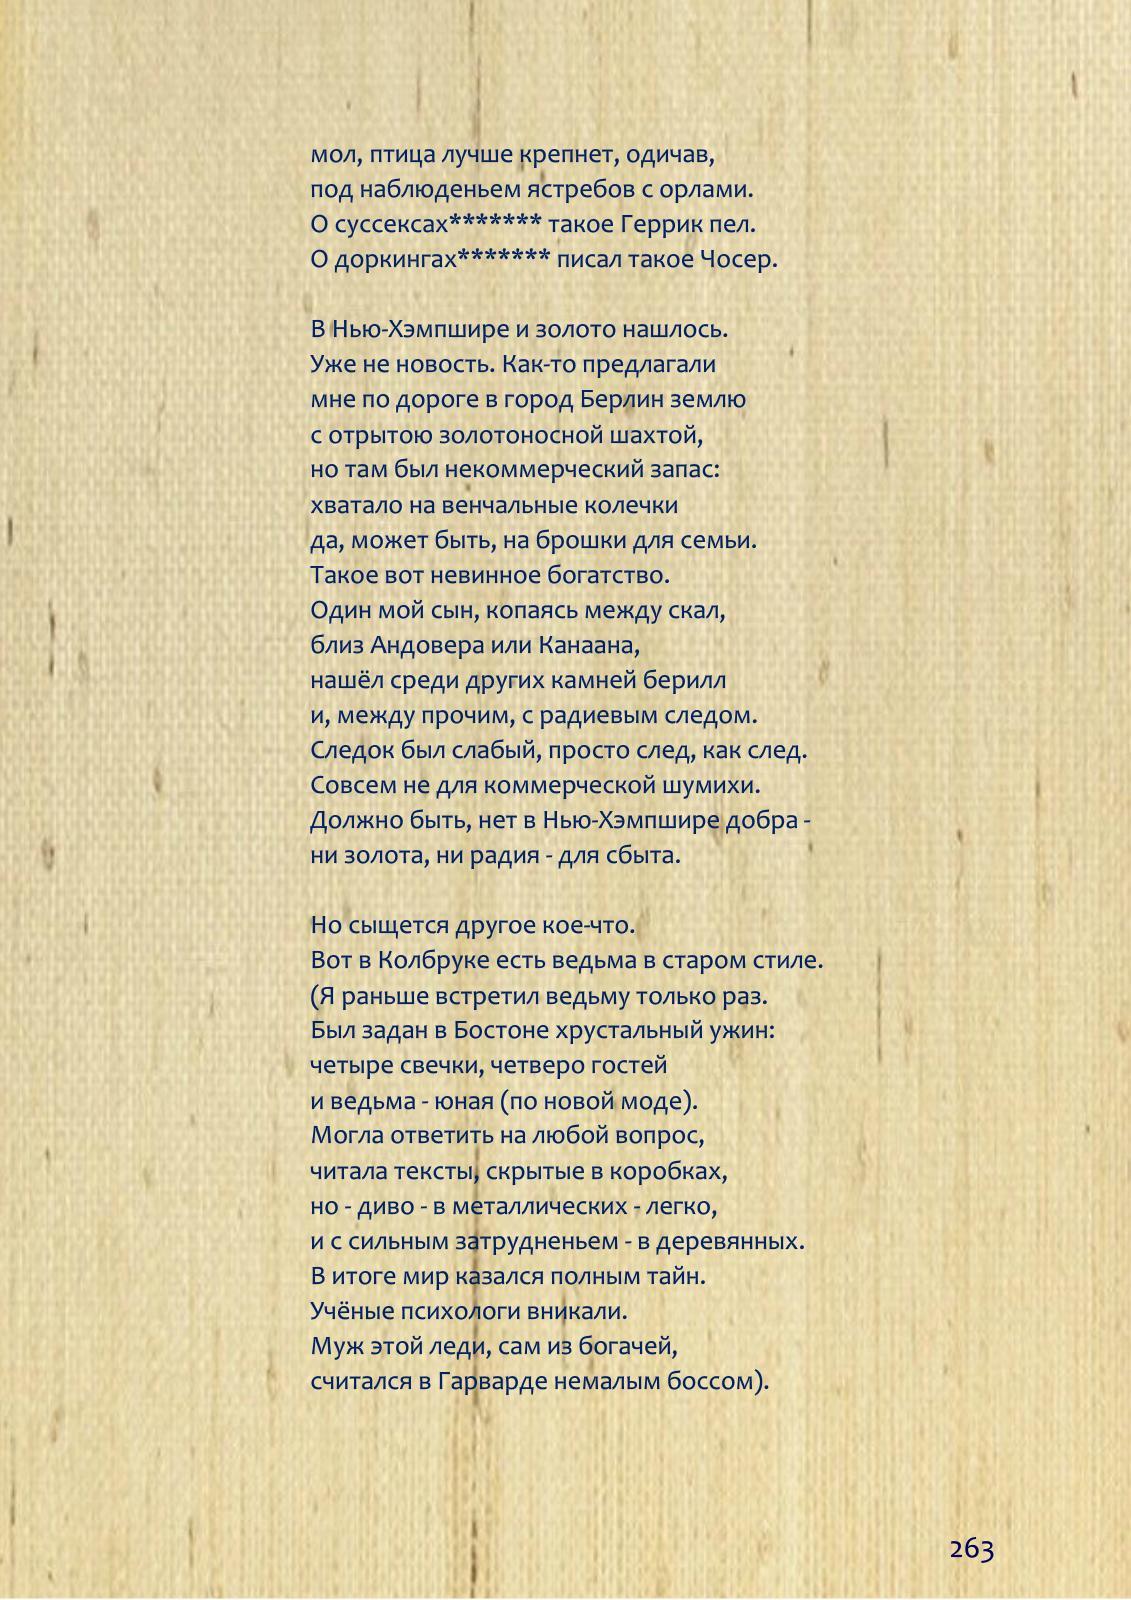 мол, птица лучше крепнет, одичав,
под наблюденьем ястребов с орлами.
О суссексах******* такое Геррик пел.
О доркингах******* писал такое Чосер.
В Нью-Хэмпшире и золото нашлось.
Уже не новость. Как-то предлагали
мне по дороге в город Берлин землю
с отрытою золотоносной шахтой,
но там был некоммерческий запас:
хватало на венчальные колечки
да, может быть, на брошки для семьи.
Такое вот невинное богатство.
Один мой сын, копаясь между скал,
близ Андовера или Канаана,
нашёл среди других камней берилл
и, между прочим, с радиевым следом.
Следок был слабый, просто след, как след.
Совсем не для коммерческой шумихи.
Должно быть, нет в Нью-Хэмпшире добра -
ни золота, ни радия - для сбыта.
Но сыщется другое кое-что.
Вот в Колбруке есть ведьма в старом стиле.
(Я раньше встретил ведьму только раз.
Был задан в Бостоне хрустальный ужин:
четыре свечки, четверо гостей
и ведьма - юная (по новой моде).
Могла ответить на любой вопрос,
читала тексты, скрытые в коробках,
но - диво - в металлических - легко,
и с сильным затрудненьем - в деревянных.
В итоге мир казался полным тайн.
Учёные психологи вникали.
Муж этой леди, сам из богачей,
считался в Гарварде немалым боссом).
263